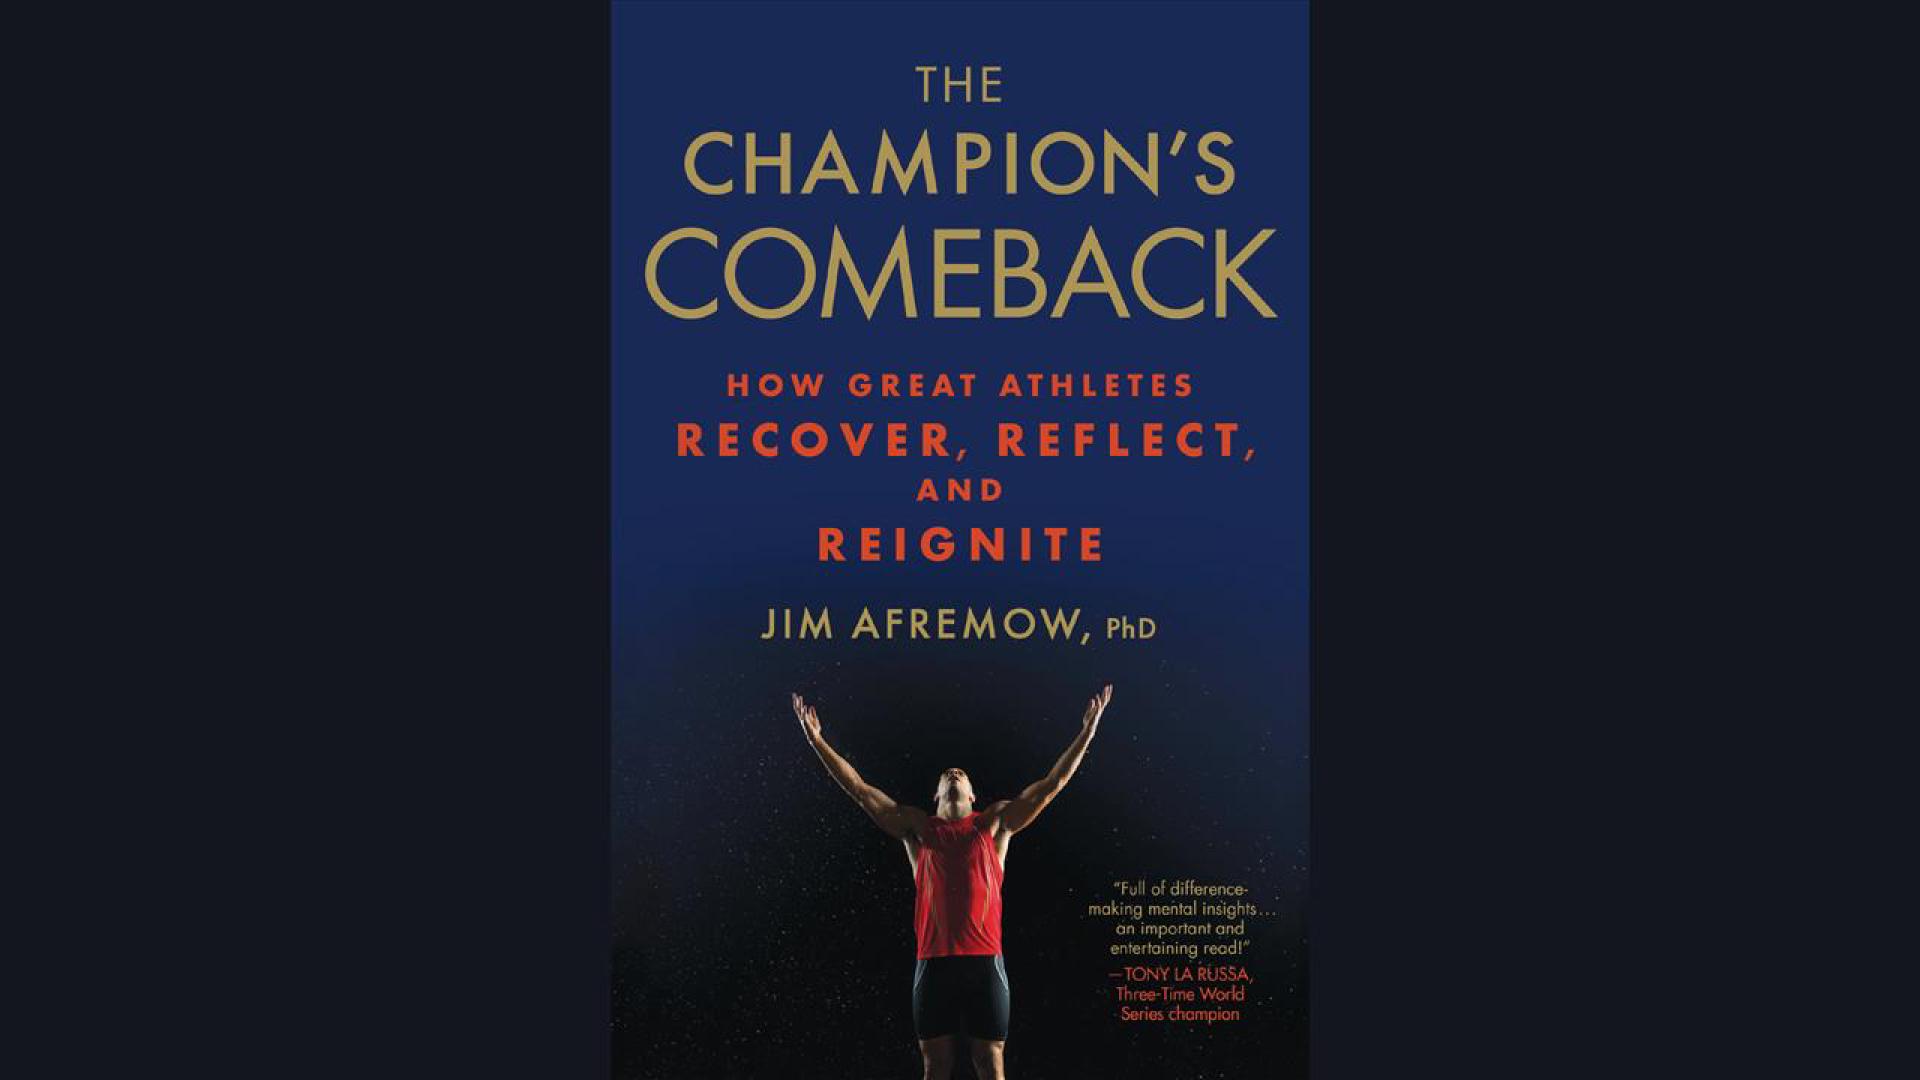 THE
CHAMPION’S
COMEBACK
HOW GREAT ATHLETES
RECOVER, REFLECT,
AND
REIGNITE
JIM AFREMOW, PhD
“Full of difference-
making mental insights...
an important and
entertaining read!”
—TONY LA RUSSA,
Three-Time World
Series champion